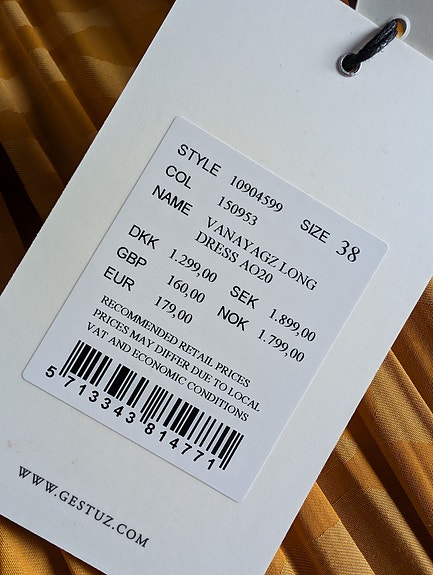 STYLE 10904599
COL 150953 SIZE 38
NAME VANAYAGZ LONG
DRESS AO20
DKK 1.299,00 SEK 1.899,00
GBP 160,00 NOK 1.799,00
EUR 179,00
RECOMMENDED RETAIL PRICES
PRICES MAY DIFFER DUE TO LOCAL
VAT AND ECONOMIC CONDITIONS
5 713343 814771
WWW.GESTUZ.COM